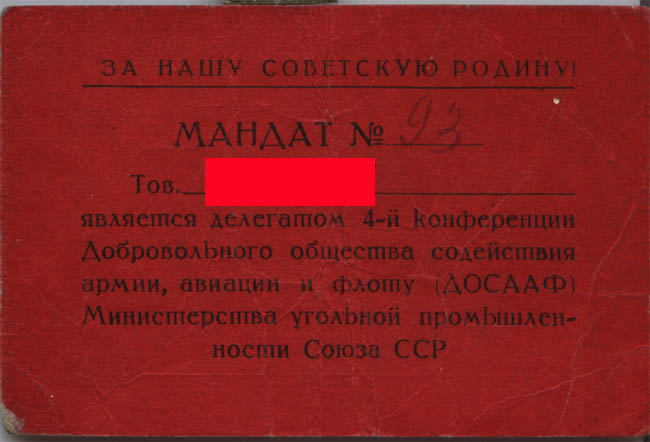 ЗА НАШУ СОВЕТСКУЮ РОДИНУ!
МАНДАТ № 93
Тов.
является делегатом 4-й конференции
Добровольного общества содействия
армии, авиации и флоту (ДОСААФ)
Министерства угольной промышлен-
ности Союза ССР